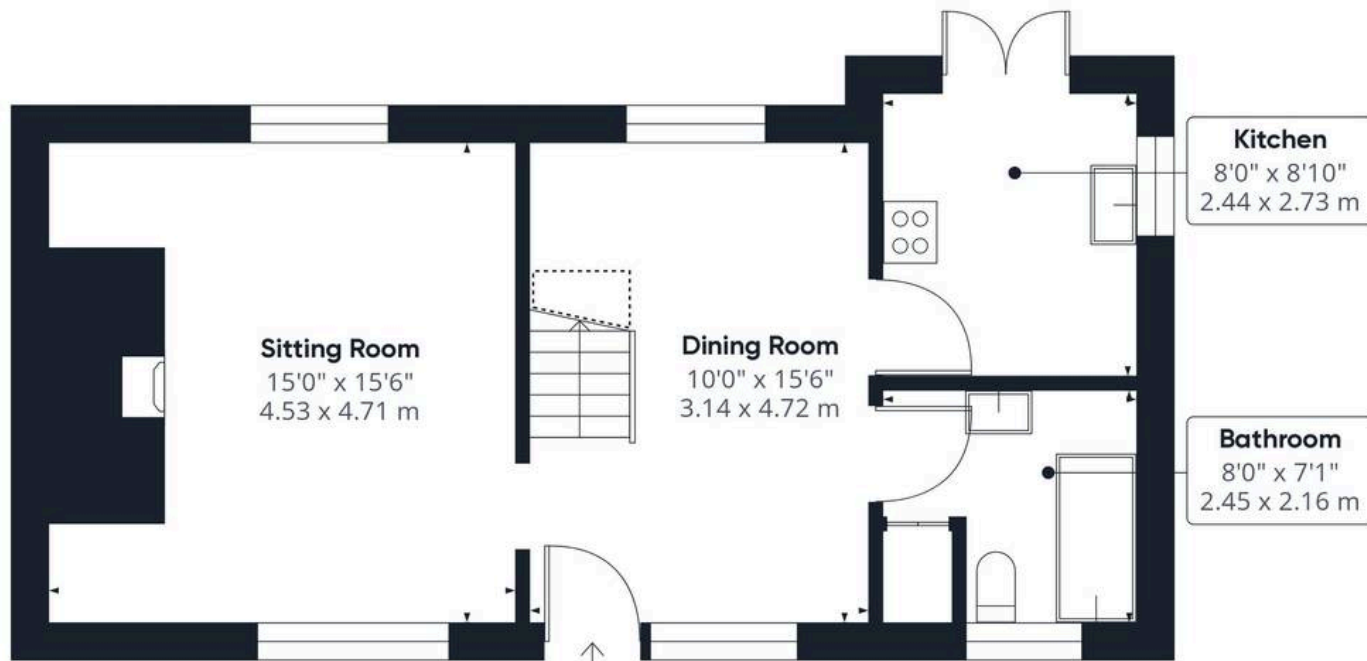 Kitchen
8'0" x 8'10"
2.44 x 2.73 m
Sitting Room
15'0" x 15'6"
4.53 x 4.71 m
Dining Room
10'0" x 15'6"
3.14 x 4.72 m
Bathroom
8'0" x 7'1"
2.45 x 2.16 m